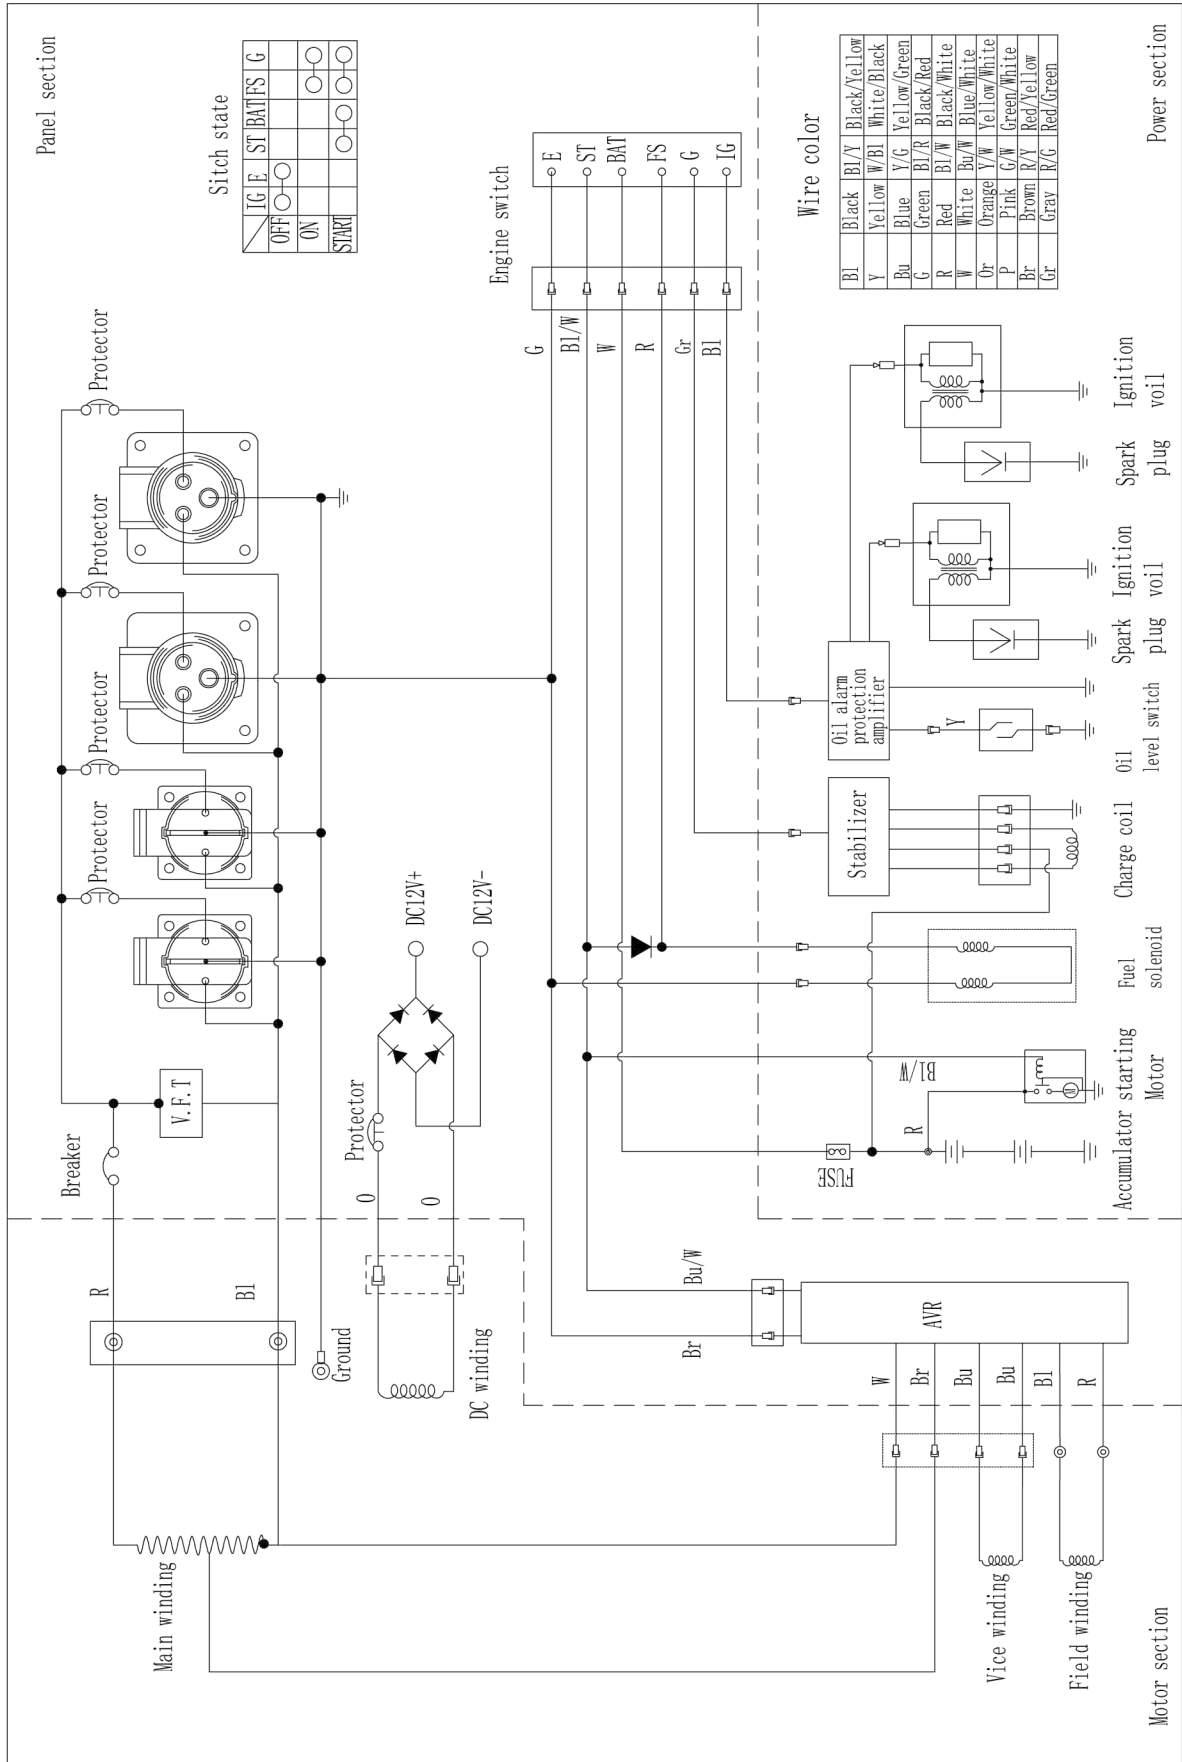 Panel section
Sitch state
IG E ST BAT FS G
OFF
ON
START
Protector
Protector
Protector
Protector
Breaker
V.F.T
R
Bl
Ground
Protector
O
O
DC12V+
DC12V-
DC winding
Engine switch
E
ST
BAT
FS
G
IG
G
Bl/W
W
R
Gr
Bl
Wire color
Bl Black Bl/Y Black/Yellow
Y Yellow W/Bl White/Black
Bu Blue Y/G Yellow/Green
G Green Bl/R Black/Red
R Red Bl/W Black/White
W White Bu/W Blue/White
Or Orange Y/W Yellow/White
P Pink G/W Green/White
Br Brown R/Y Red/Yellow
Gr Gray R/G Red/Green
Power section
Oil alarm
protection
amplifier
Stabilizer
Y
Bl/W
R
FUSE
M
Accumulator starting
Motor
Fuel
solenoid
Charge coil
Oil
level switch
Spark
plug
Ignition
voil
Spark
plug
Ignition
voil
Br
Bu/W
AVR
W
Br
Bu
Bu
Bl
R
Main winding
Vice winding
Field winding
Motor section